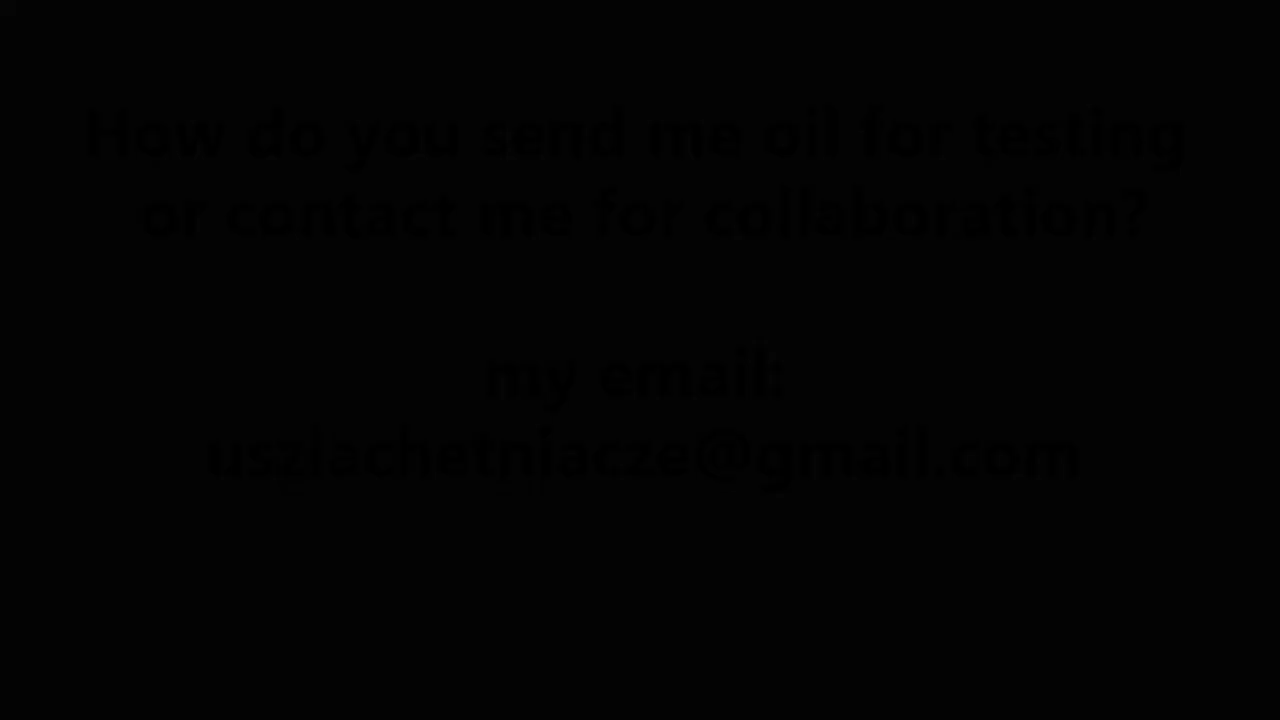 How do you send me oil for testing
or contact me for collaboration?
my email:
uszlachetniacze@gmail.com